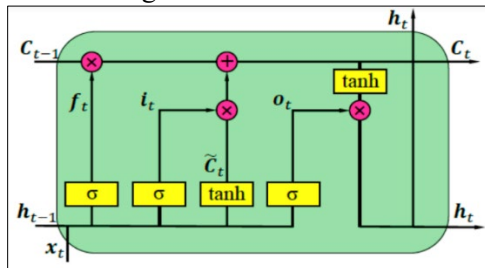 h_t
C_{t-1} × + C_t
tanh
f_t i_t × o_t ×
C̃_t
σ σ tanh σ
h_{t-1} h_t
x_t